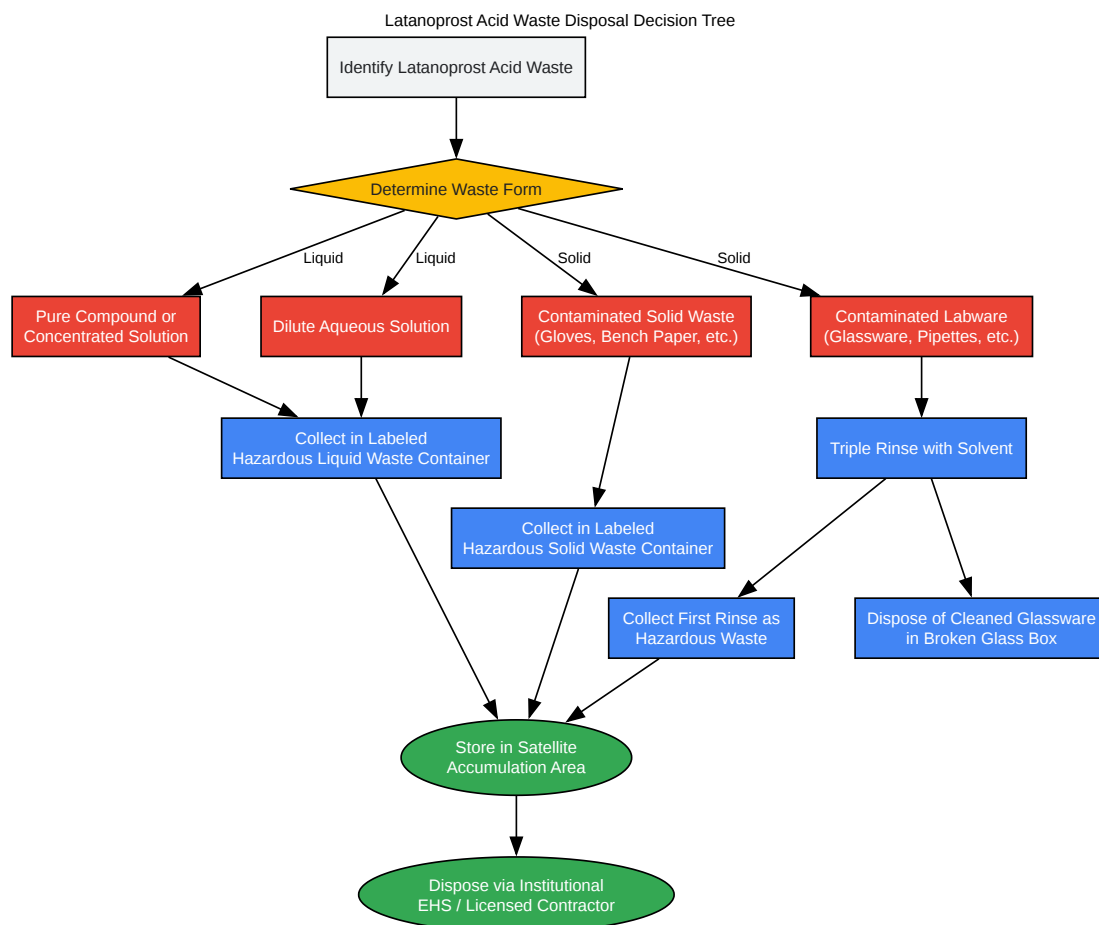 Latanoprost Acid Waste Disposal Decision Tree
Identify Latanoprost Acid Waste
Determine Waste Form
Liquid
Liquid
Solid
Solid
Pure Compound or
Concentrated Solution
Dilute Aqueous Solution
Contaminated Solid Waste
(Gloves, Bench Paper, etc.)
Contaminated Labware
(Glassware, Pipettes, etc.)
Collect in Labeled
Hazardous Liquid Waste Container
Triple Rinse with Solvent
Collect in Labeled
Hazardous Solid Waste Container
Collect First Rinse as
Hazardous Waste
Dispose of Cleaned Glassware
in Broken Glass Box
Store in Satellite
Accumulation Area
Dispose via Institutional
EHS / Licensed Contractor